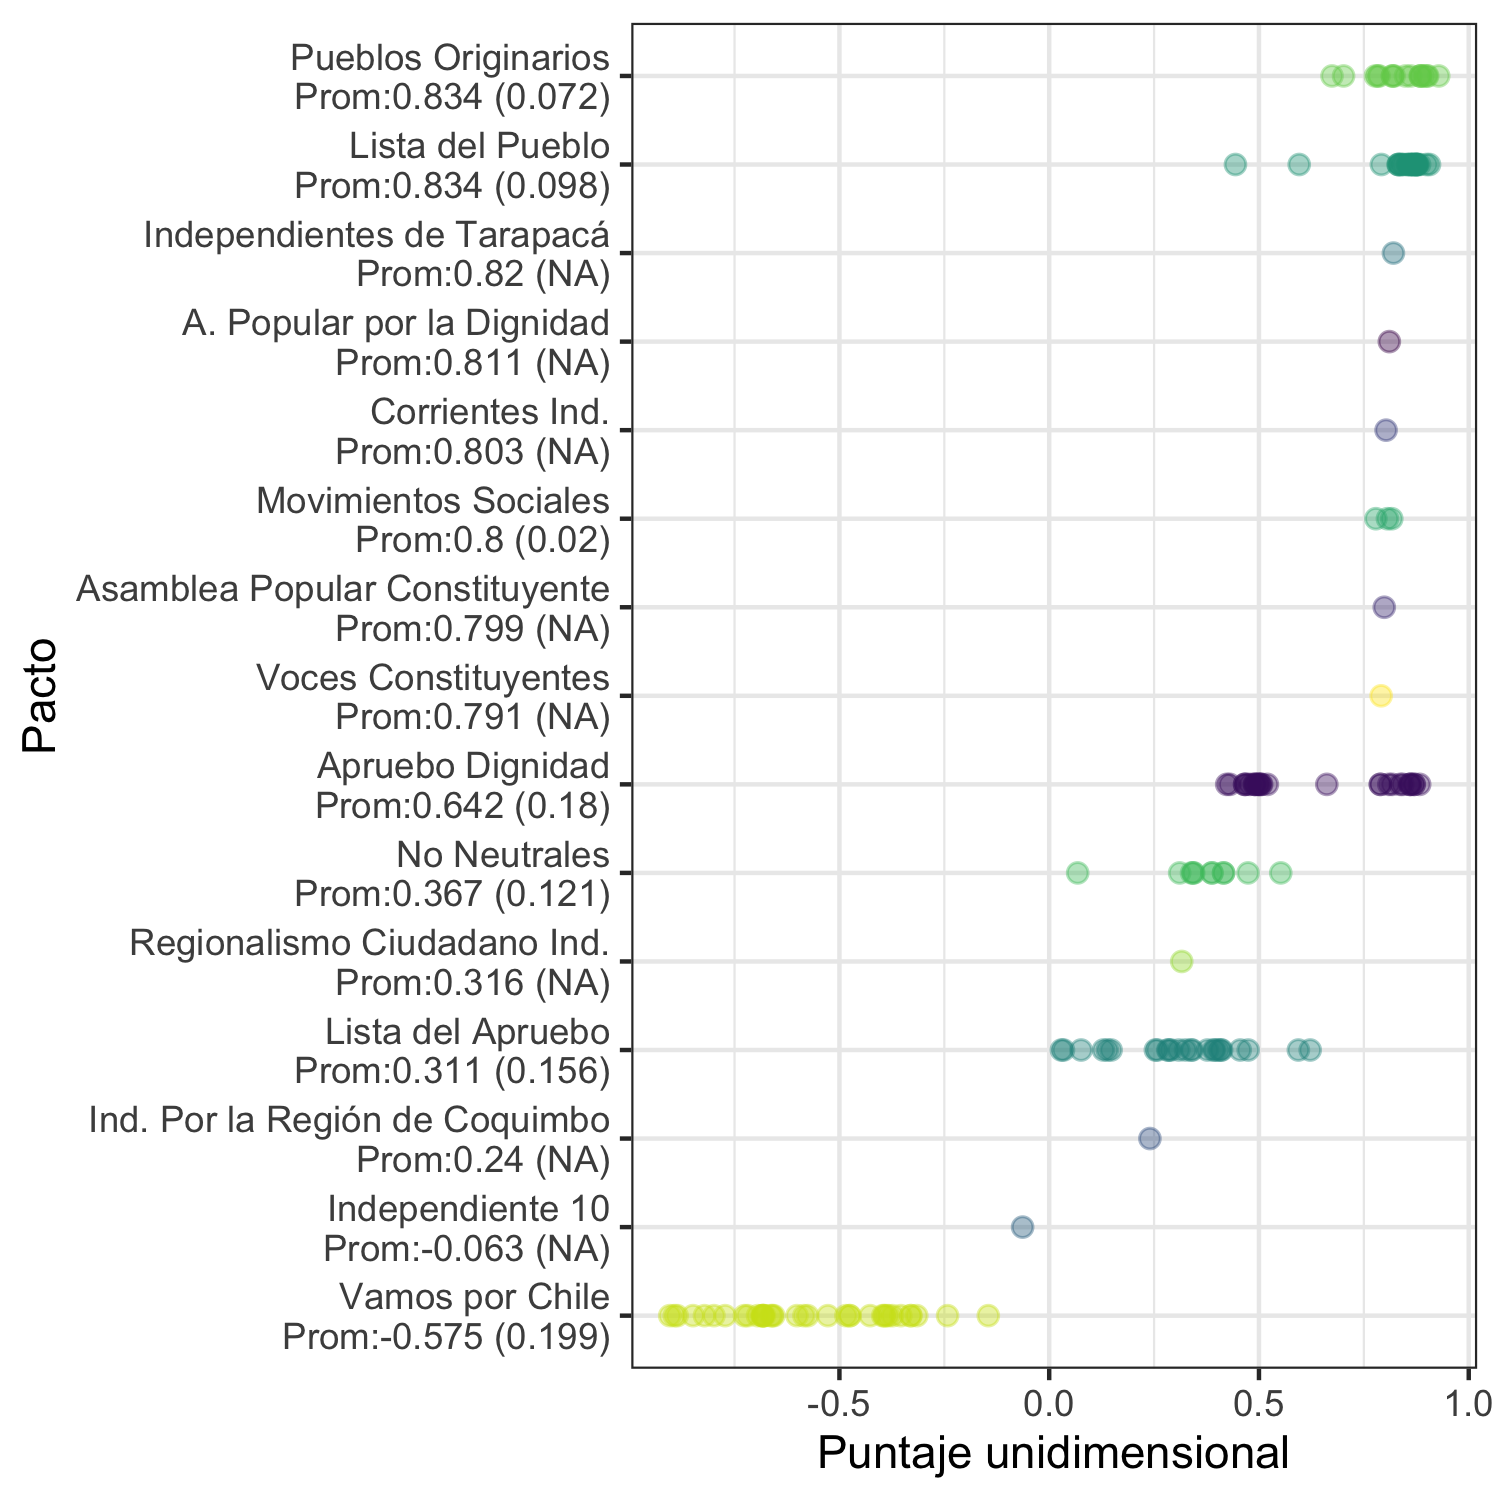 Pueblos Originarios
Prom:0.834 (0.072)
Lista del Pueblo
Prom:0.834 (0.098)
Independientes de Tarapacá
Prom:0.82 (NA)
A. Popular por la Dignidad
Prom:0.811 (NA)
Corrientes Ind.
Prom:0.803 (NA)
Movimientos Sociales
Prom:0.8 (0.02)
Asamblea Popular Constituyente
Prom:0.799 (NA)
Voces Constituyentes
Prom:0.791 (NA)
Apruebo Dignidad
Prom:0.642 (0.18)
No Neutrales
Prom:0.367 (0.121)
Regionalismo Ciudadano Ind.
Prom:0.316 (NA)
Lista del Apruebo
Prom:0.311 (0.156)
Ind. Por la Región de Coquimbo
Prom:0.24 (NA)
Independiente 10
Prom:-0.063 (NA)
Vamos por Chile
Prom:-0.575 (0.199)
Pacto
-0.5 0.0 0.5 1.0
Puntaje unidimensional